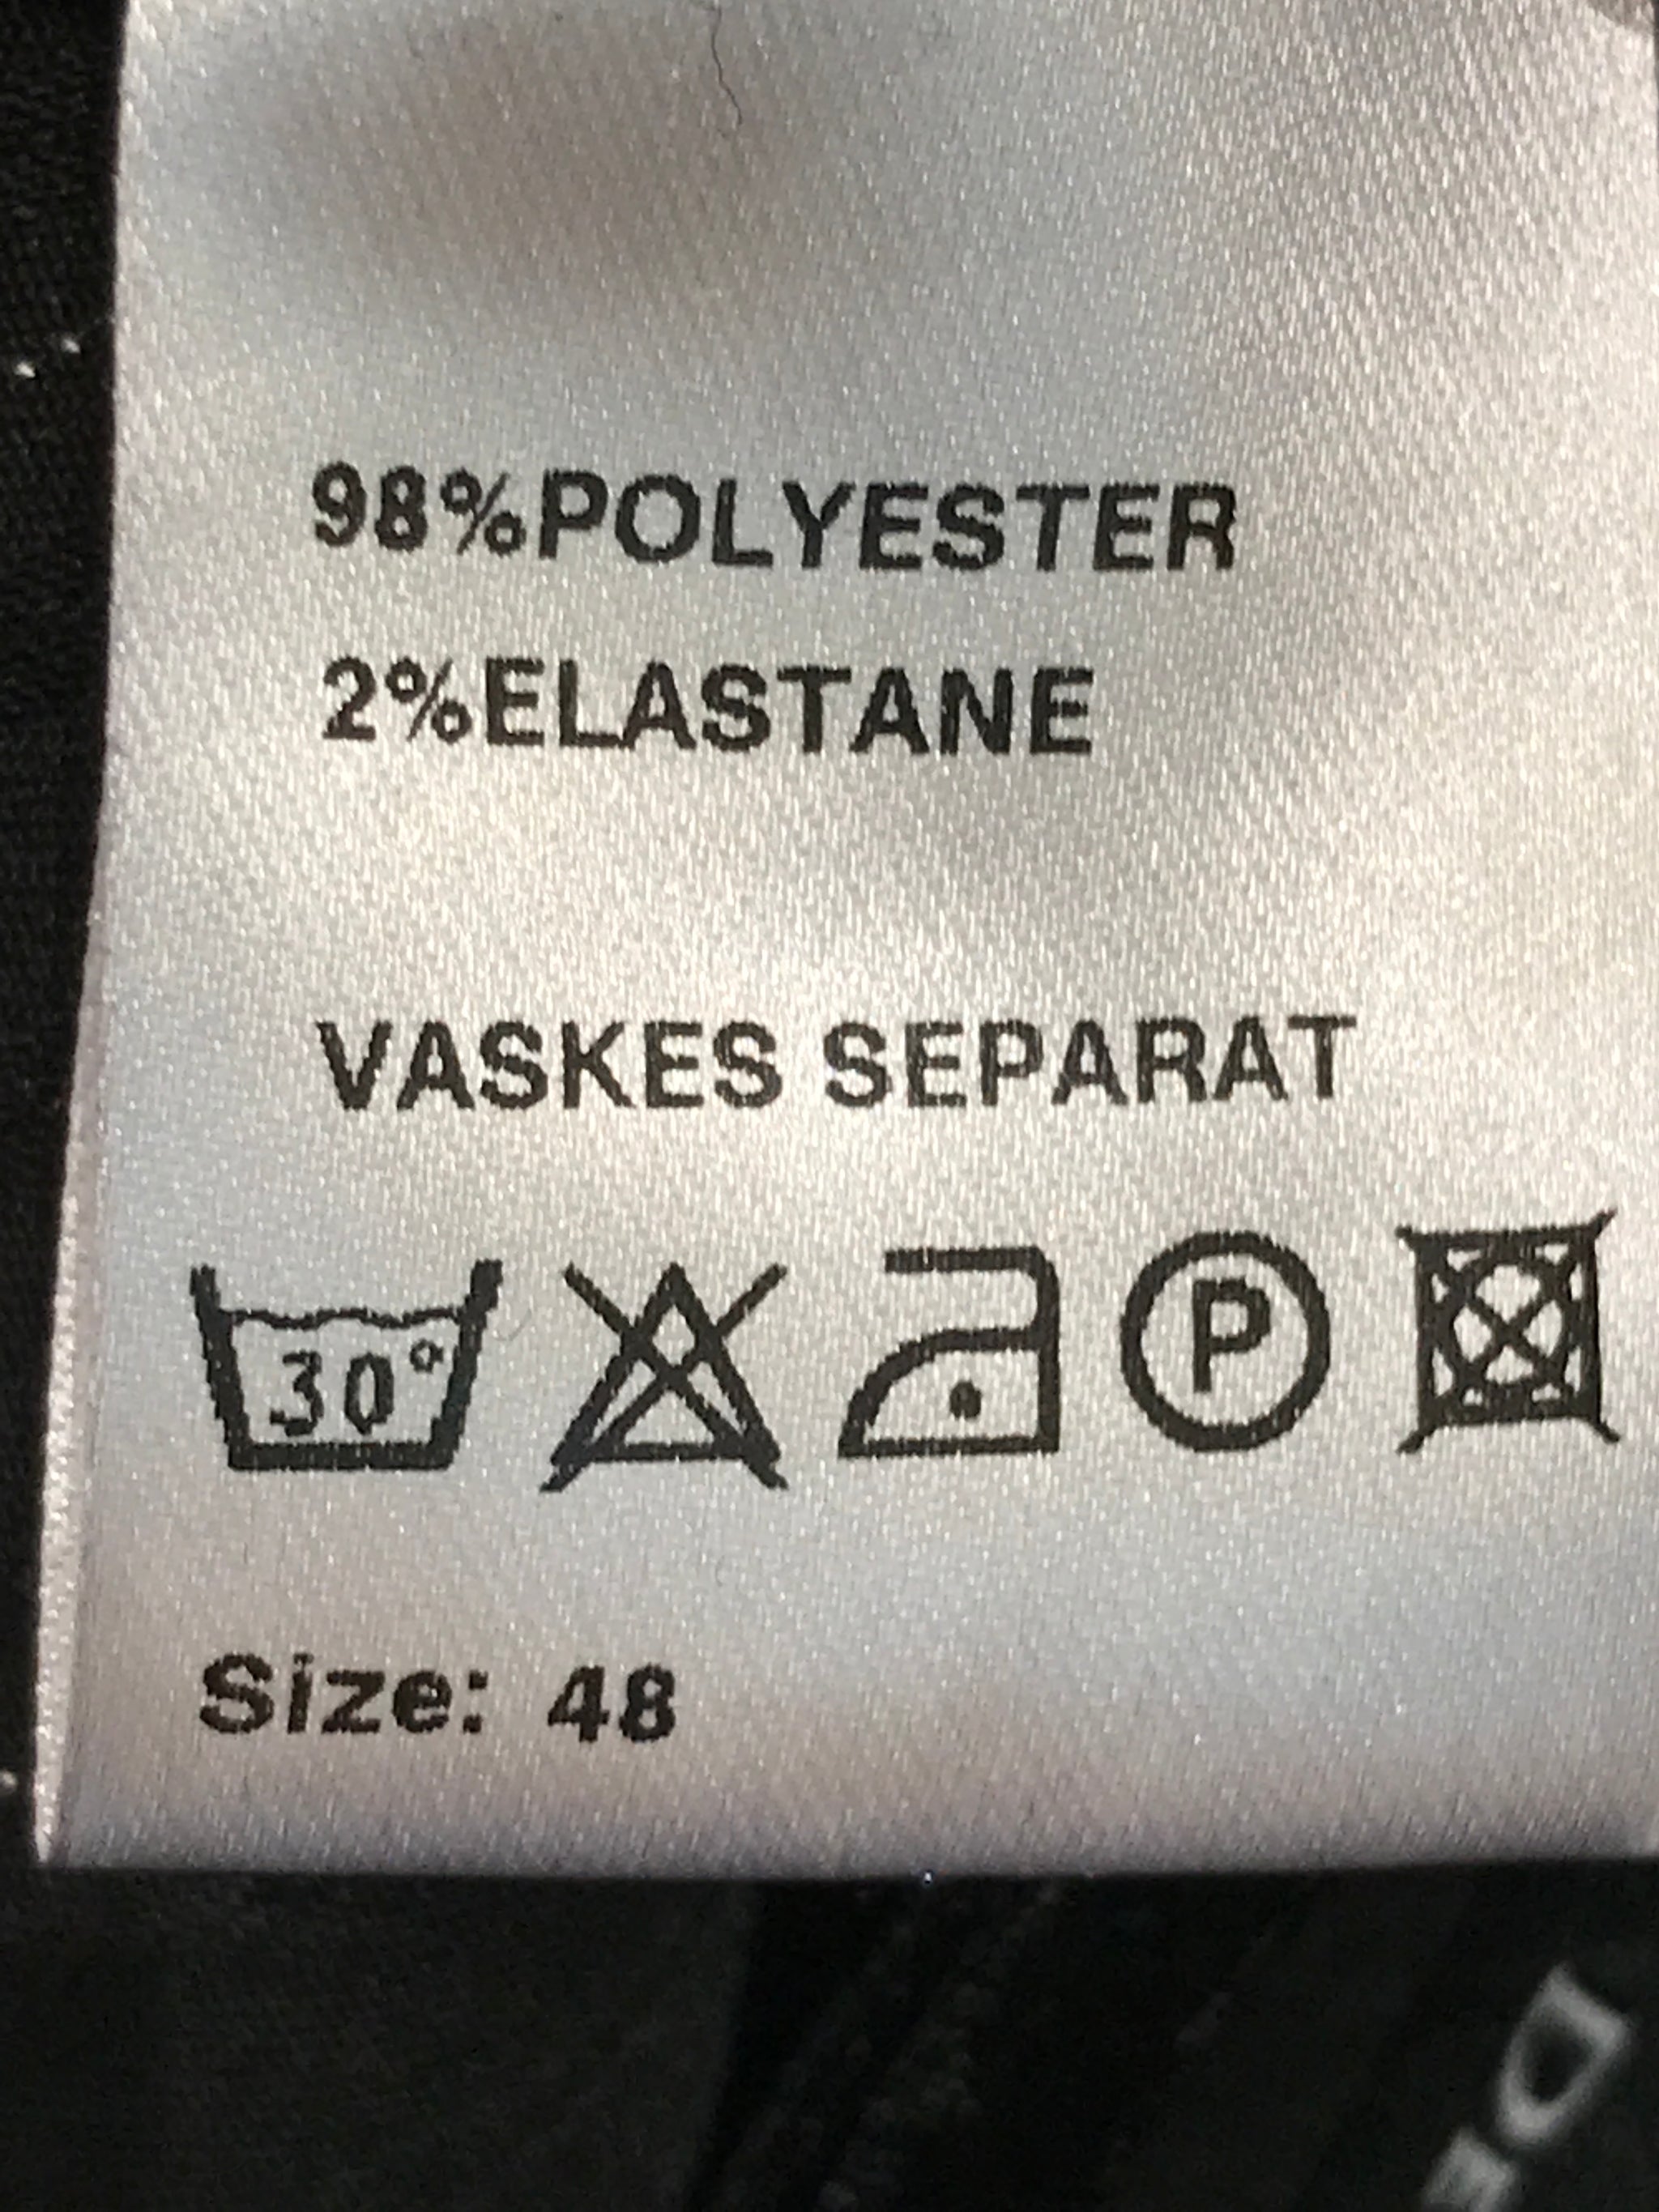 98%POLYESTER
2%ELASTANE
VASKES SEPARAT
30° P
Size: 48